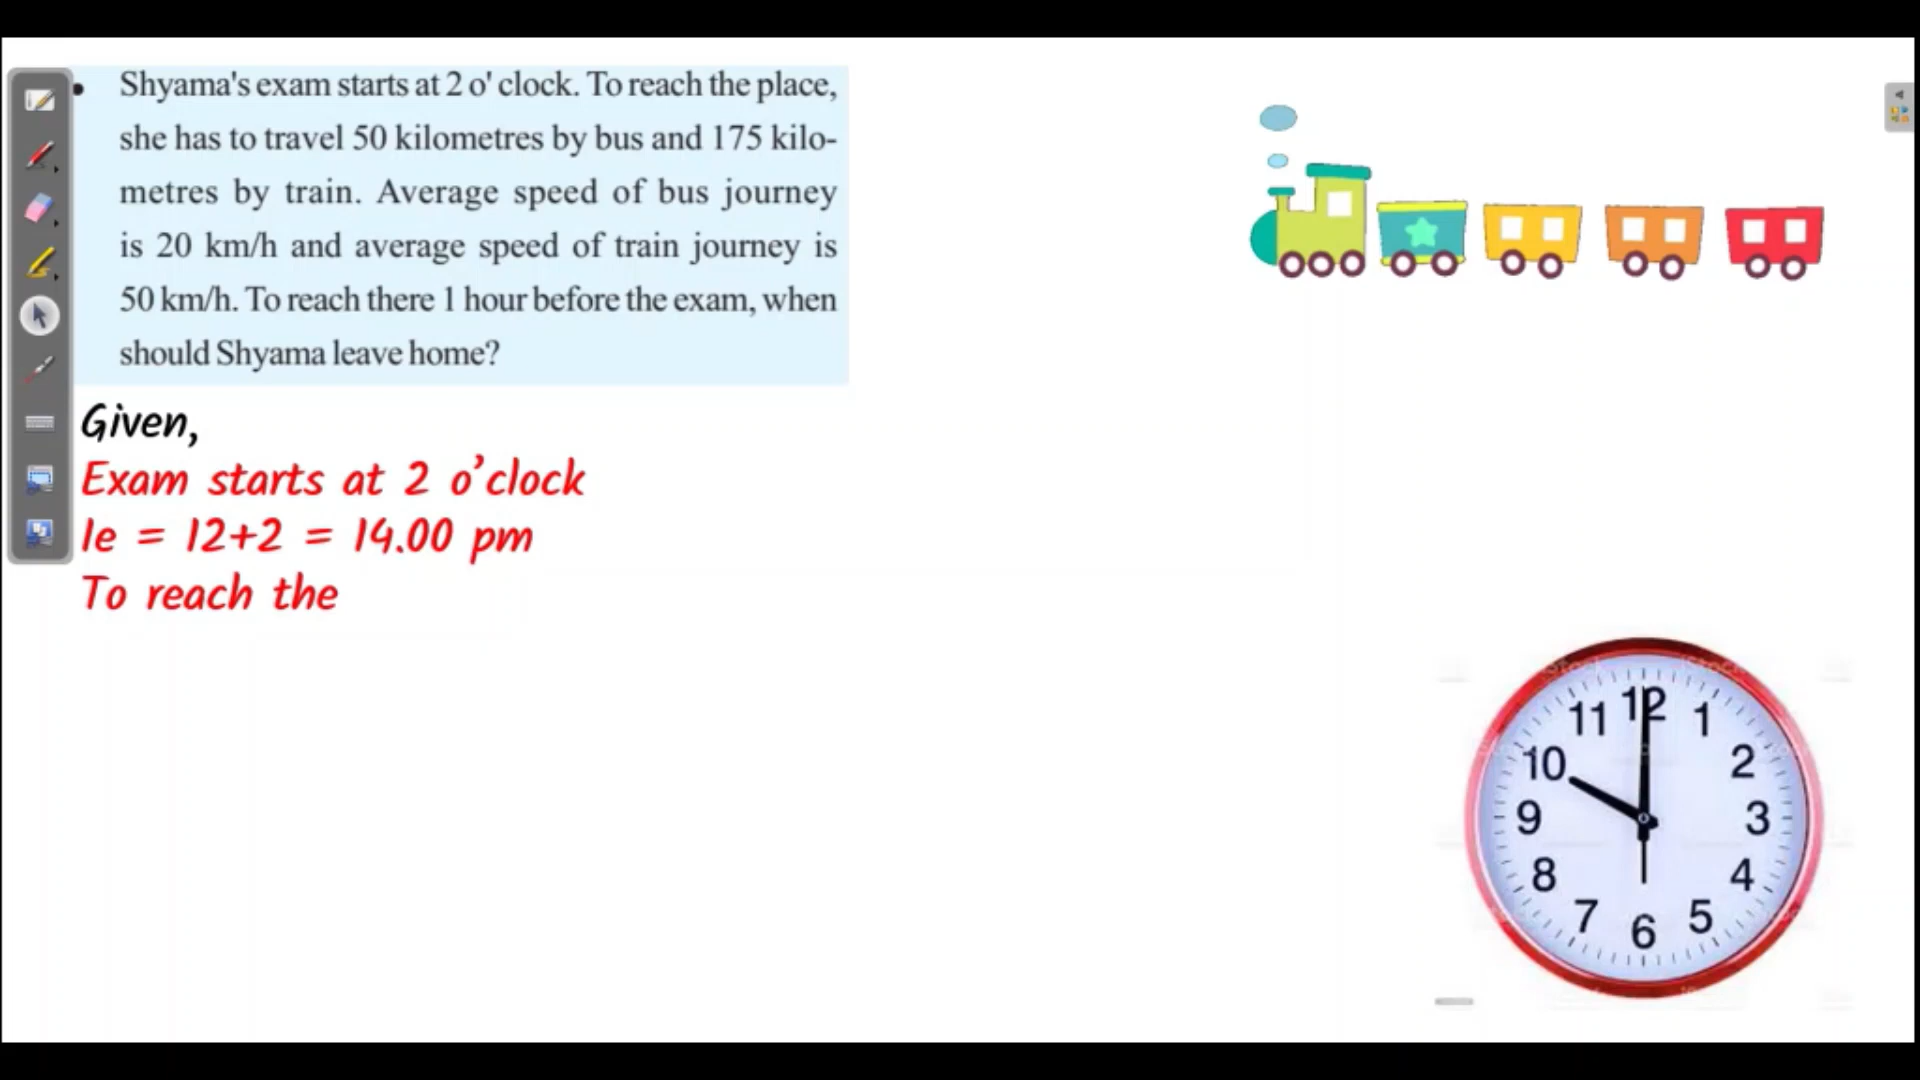 Shyama's exam starts at 2 o' clock. To reach the place,
she has to travel 50 kilometres by bus and 175 kilo-
metres by train. Average speed of bus journey
is 20 km/h and average speed of train journey is
50 km/h. To reach there 1 hour before the exam, when
should Shyama leave home?
Given,
Exam starts at 2 o’clock
Ie = 12+2 = 14.00 pm
To reach the
12
11
1
10
2
9
3
8
4
7
5
6